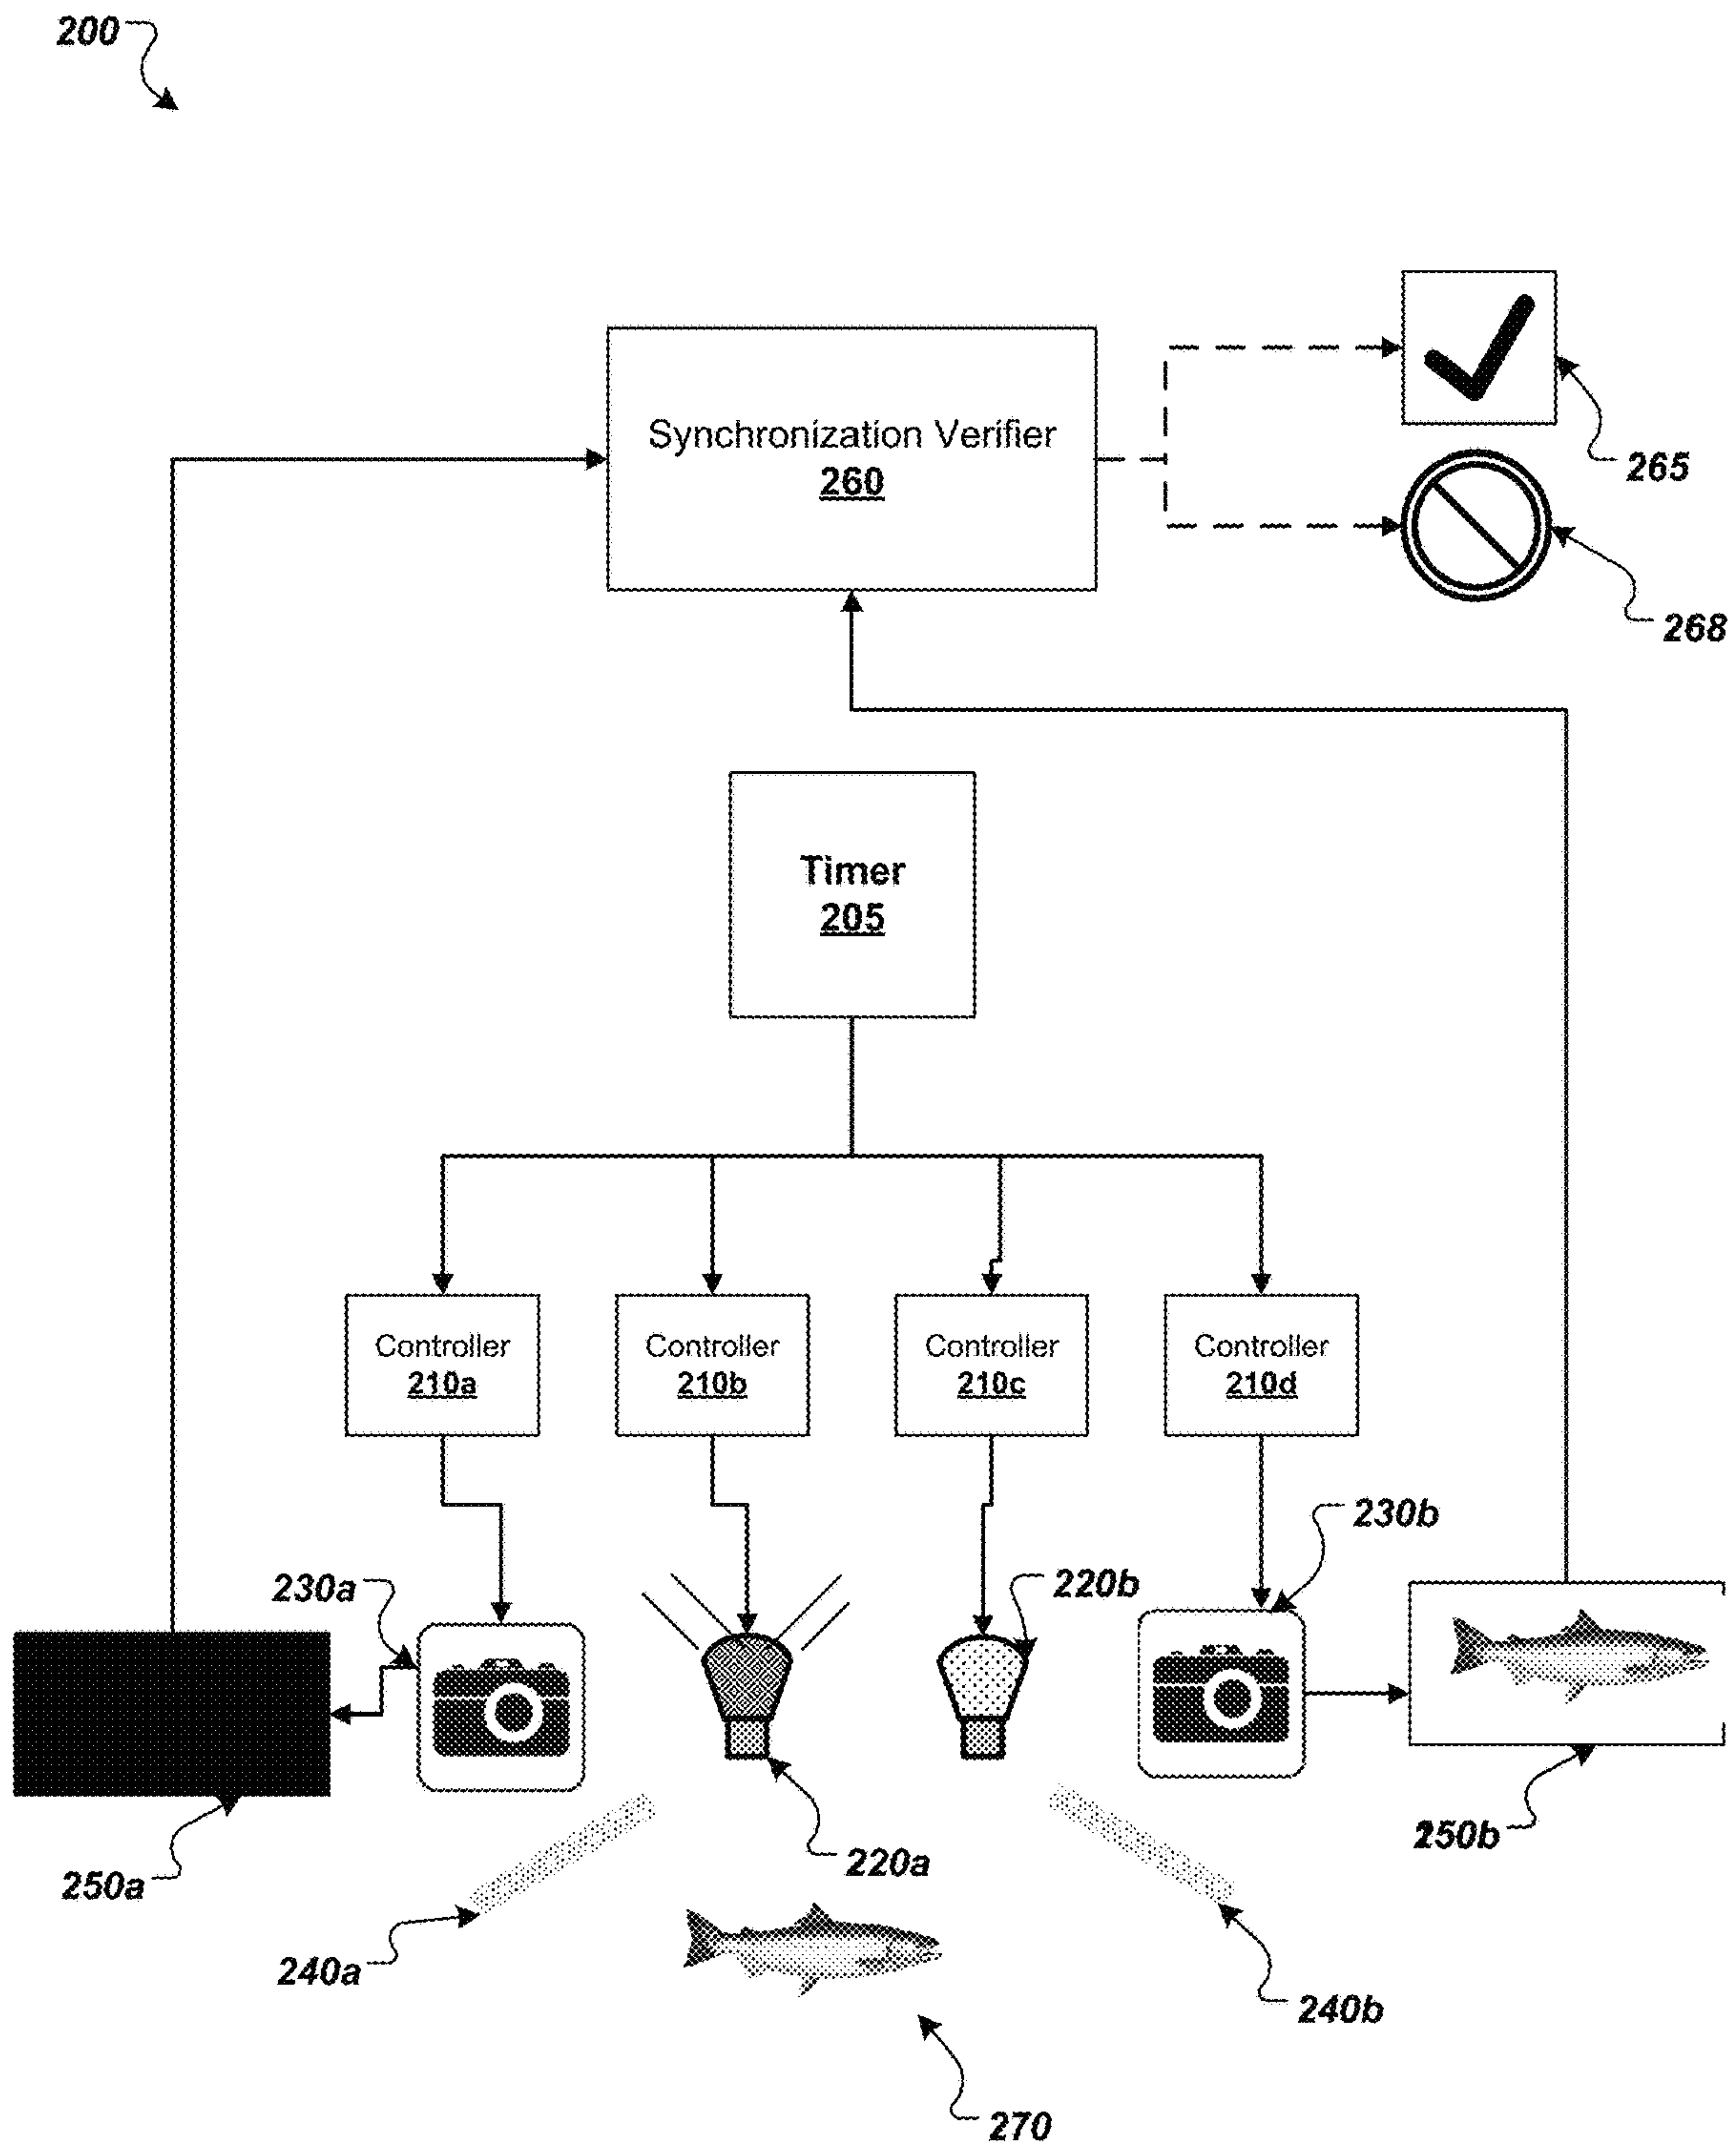 200
Synchronization Verifier
260
265
268
Timer
205
Controller
210a
Controller
210b
Controller
210c
Controller
210d
230a
220b
230b
250a
220a
250b
240a
240b
270